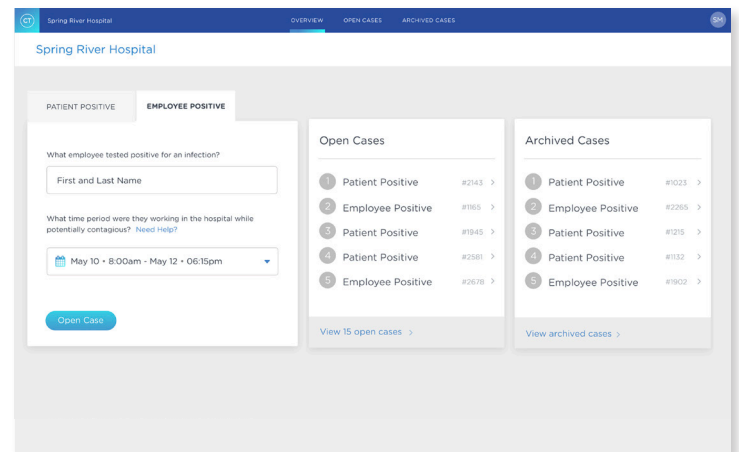 CT
Spring River Hospital
OVERVIEW
OPEN CASES
ARCHIVED CASES
SM
Spring River Hospital
PATIENT POSITIVE
EMPLOYEE POSITIVE
What employee tested positive for an infection?
First and Last Name
What time period were they working in the hospital while
potentially contagious? Need Help?
May 10 • 8:00am - May 12 • 06:15pm
Open Case
Open Cases
1 Patient Positive #2143 >
2 Employee Positive #1165 >
3 Patient Positive #1945 >
4 Patient Positive #2581 >
5 Employee Positive #2678 >
View 15 open cases >
Archived Cases
1 Patient Positive #1023 >
2 Employee Positive #2265 >
3 Patient Positive #1215 >
4 Patient Positive #1132 >
5 Employee Positive #1902 >
View archived cases >